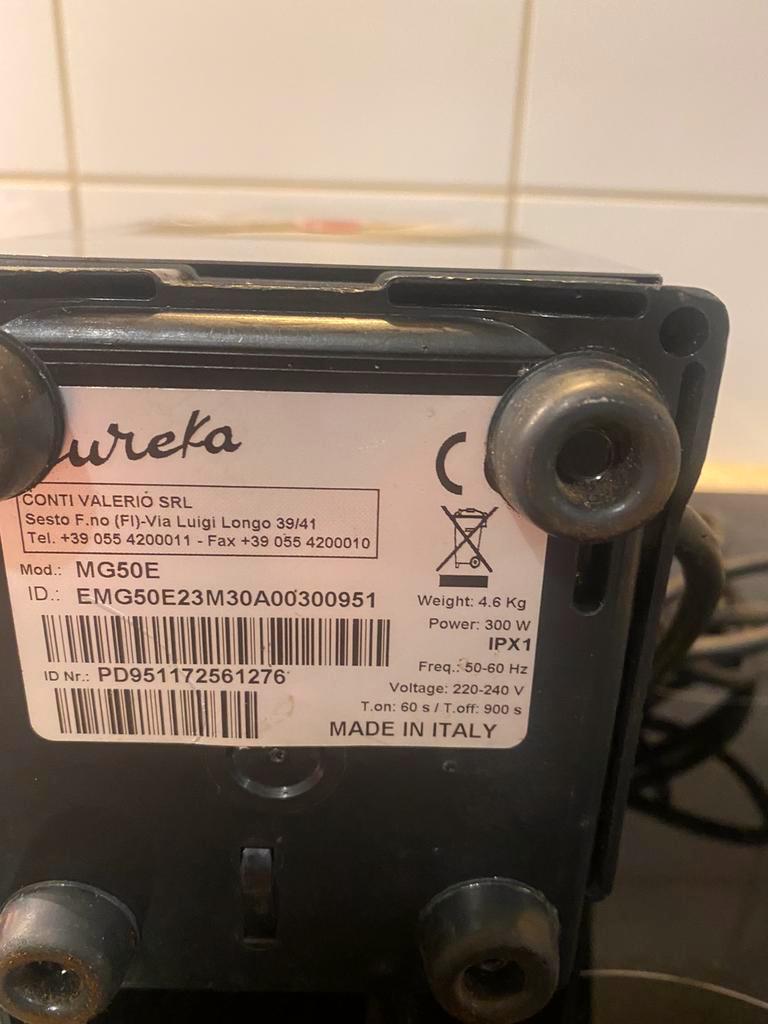 ureka
CE
CONTI VALERIO SRL
Sesto F.no (FI)-Via Luigi Longo 39/41
Tel. +39 055 4200011 - Fax +39 055 4200010
Mod.: MG50E
ID.: EMG50E23M30A00300951
ID Nr.: PD951172561276
Weight: 4.6 Kg
Power: 300 W
IPX1
Freq.: 50-60 Hz
Voltage: 220-240 V
T.on: 60 s / T.off: 900 s
MADE IN ITALY